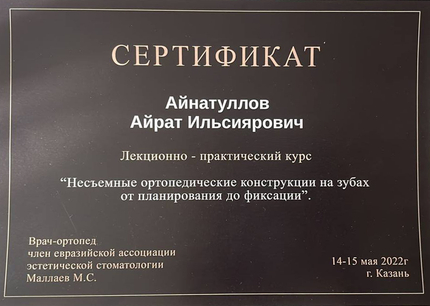 СЕРТИФИКАТ
Айнатуллов
Айрат Ильсиярович
Лекционно - практический курс
“Несъемные ортопедические конструкции на зубах
от планирования до фиксации”.
Врач-ортопед
член евразийской ассоциации
эстетической стоматологии
Маллаев М.С.
14-15 мая 2022г
г. Казань